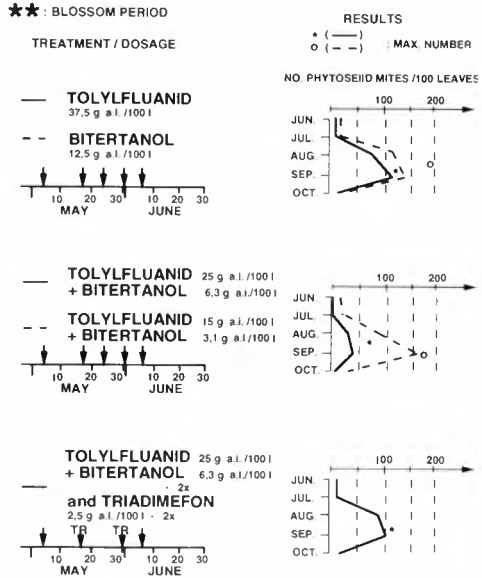 ★★ : BLOSSOM PERIOD
TREATMENT / DOSAGE
RESULTS
* (——)
o (– –) : MAX. NUMBER
NO. PHYTOSEIID MITES /100 LEAVES
—— TOLYLFLUANID
37,5 g a.i./100 l
– – BITERTANOL
12,5 g a.i./100 l
10 20 30 10 20 30
MAY JUNE
100 200
JUN.
JUL.
AUG.
SEP.
OCT.
—— TOLYLFLUANID 25 g a.i./100 l
+ BITERTANOL 6,3 g a.i./100 l
– – TOLYLFLUANID 15 g a.i./100 l
+ BITERTANOL 3,1 g a.i./100 l
10 20 30 10 20 30
MAY JUNE
100 200
JUN.
JUL.
AUG.
SEP.
OCT.
TOLYLFLUANID 25 g a.i./100 l
+ BITERTANOL 6,3 g a.i./100 l
—— - 2x
and TRIADIMEFON
2,5 g a.i./100 l - 2x
TR TR
10 20 30 10 20 30
MAY JUNE
100 200
JUN.
JUL.
AUG.
SEP.
OCT.